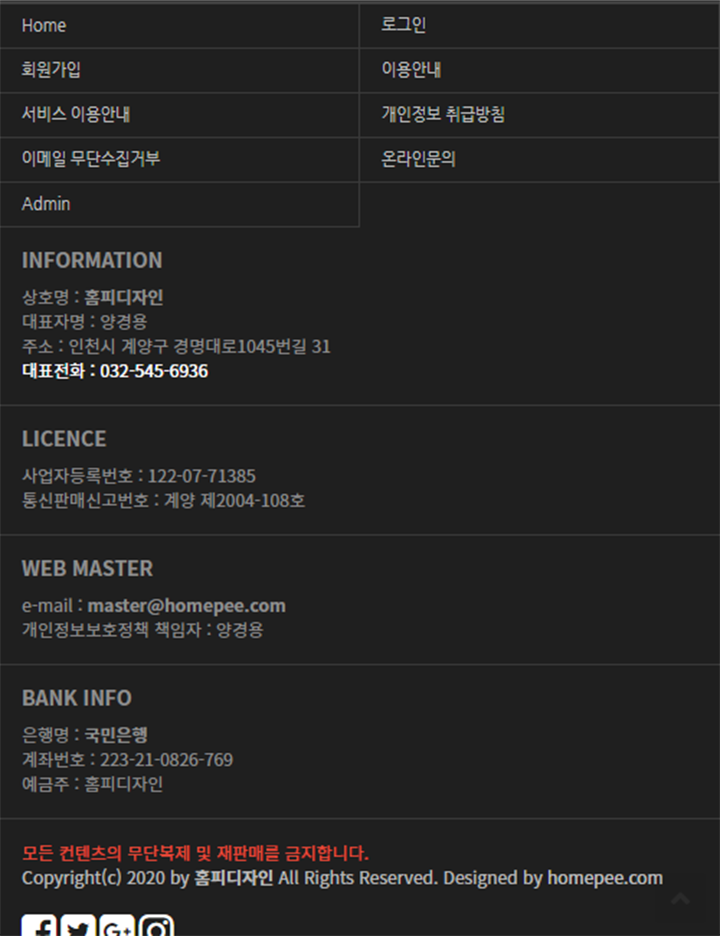 Home
로그인
회원가입
이용안내
서비스 이용안내
개인정보 취급방침
이메일 무단수집거부
온라인문의
Admin
INFORMATION
상호명 : 홈피디자인
대표자명 : 양경용
주소 : 인천시 계양구 경명대로1045번길 31
대표전화 : 032-545-6936
LICENCE
사업자등록번호 : 122-07-71385
통신판매신고번호 : 계양 제2004-108호
WEB MASTER
e-mail : master@homepee.com
개인정보보호정책 책임자 : 양경용
BANK INFO
은행명 : 국민은행
계좌번호 : 223-21-0826-769
예금주 : 홈피디자인
모든 컨텐츠의 무단복제 및 재판매를 금지합니다.
Copyright(c) 2020 by 홈피디자인 All Rights Reserved. Designed by homepee.com